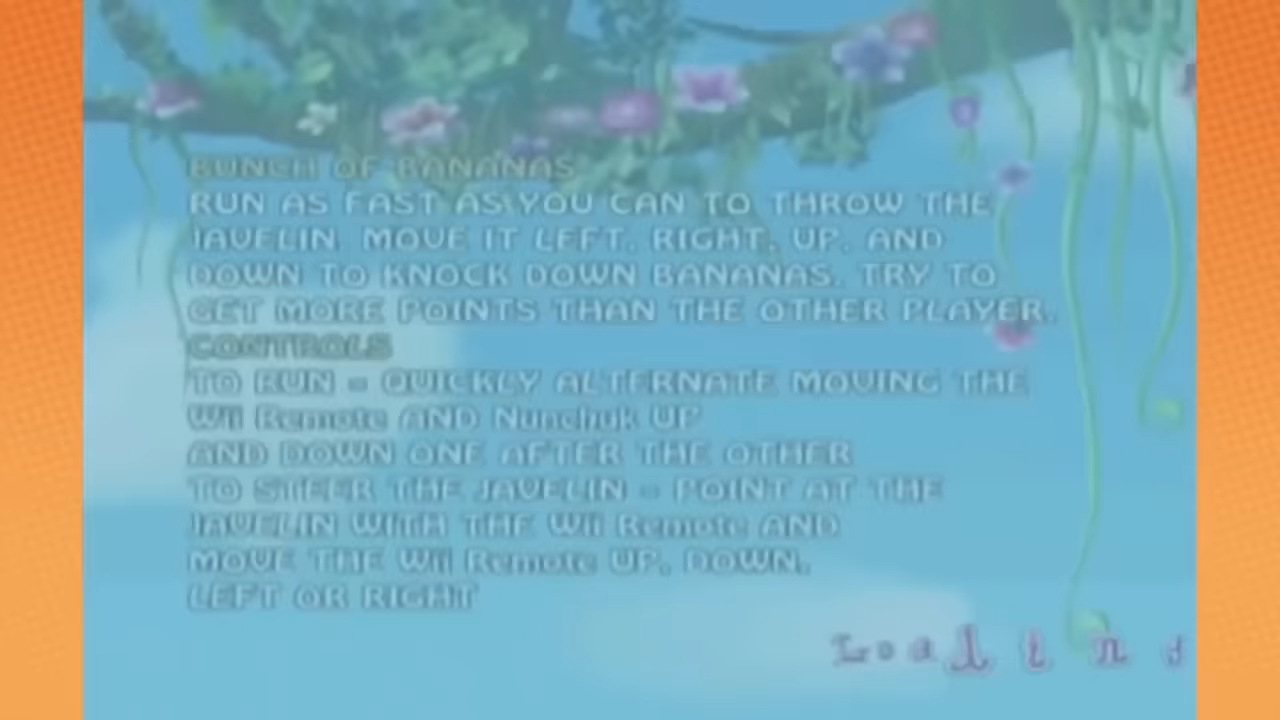 BUNCH OF BANANAS
RUN AS FAST AS YOU CAN TO THROW THE
JAVELIN. MOVE IT LEFT, RIGHT, UP, AND
DOWN TO KNOCK DOWN BANANAS. TRY TO
GET MORE POINTS THAN THE OTHER PLAYER.
CONTROLS
TO RUN - QUICKLY ALTERNATE MOVING THE
Wii Remote AND Nunchuk UP
AND DOWN ONE AFTER THE OTHER
TO STEER THE JAVELIN - POINT AT THE
JAVELIN WITH THE Wii Remote AND
MOVE THE Wii Remote UP, DOWN,
LEFT OR RIGHT
Loading